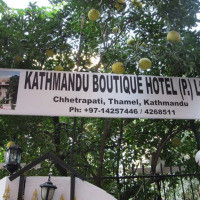 KATHMANDU BOUTIQUE HOTEL (P.) L
Chhetrapati, Thamel, Kathmandu
Ph: +97-14257446 / 4268511